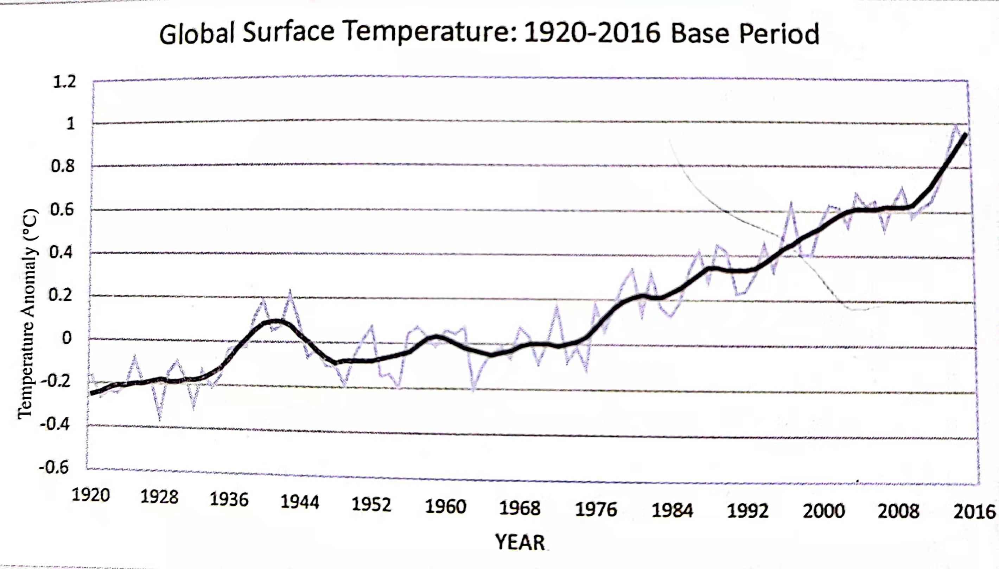 Global Surface Temperature: 1920-2016 Base Period
1.2
1
0.8
0.6
0.4
0.2
0
-0.2
-0.4
-0.6
Temperature Anomaly (°C)
1920 1928 1936 1944 1952 1960 1968 1976 1984 1992 2000 2008 2016
YEAR